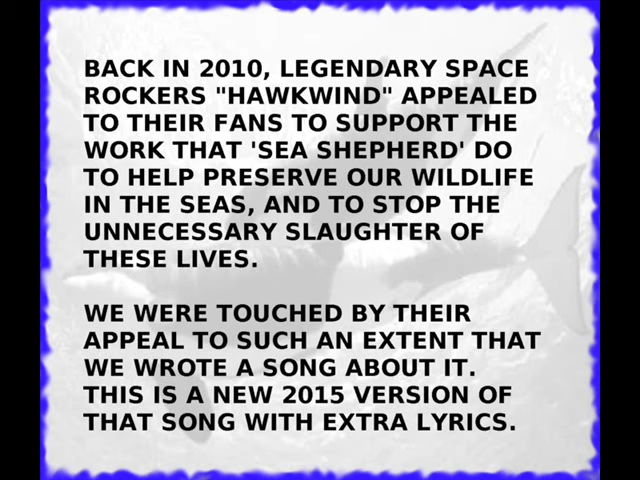 BACK IN 2010, LEGENDARY SPACE
ROCKERS "HAWKWIND" APPEALED
TO THEIR FANS TO SUPPORT THE
WORK THAT 'SEA SHEPHERD' DO
TO HELP PRESERVE OUR WILDLIFE
IN THE SEAS, AND TO STOP THE
UNNECESSARY SLAUGHTER OF
THESE LIVES.
WE WERE TOUCHED BY THEIR
APPEAL TO SUCH AN EXTENT THAT
WE WROTE A SONG ABOUT IT.
THIS IS A NEW 2015 VERSION OF
THAT SONG WITH EXTRA LYRICS.